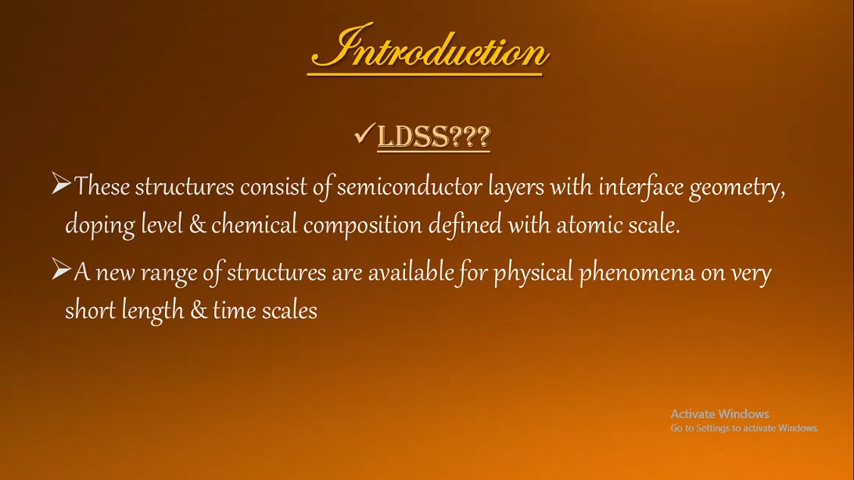 Introduction
✓LDSS???
➢These structures consist of semiconductor layers with interface geometry,
doping level & chemical composition defined with atomic scale.
➢A new range of structures are available for physical phenomena on very
short length & time scales
Activate Windows
Go to Settings to activate Windows.